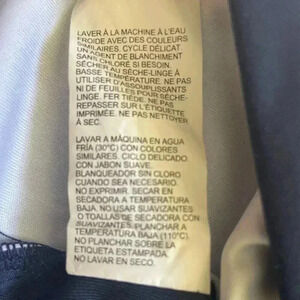 LAVER À LA MACHINE À L'EAU
FROIDE AVEC DES COULEURS
SIMILAIRES. CYCLE DÉLICAT.
UN AGENT DE BLANCHIMENT
SANS CHLORÉ SI BESOIN.
SÉCHER AU SÈCHE-LINGE À
BASSE TEMPÉRATURE. NE PAS
UTILISER D'ASSOUPLISSANTS
NI DE FEUILLES POUR SÈCHE-
LINGE. FER TIÈDE. NE PAS
REPASSER SUR L'ÉTIQUETTE
IMPRIMÉE. NE PAS NETTOYER
À SEC.
LAVAR A MÁQUINA EN AGUA
FRÍA (30°C) CON COLORES
SIMILARES. CICLO DELICADO
CON JABÓN SUAVE.
BLANQUEADOR SIN CLORO
CUANDO SEA NECESARIO.
NO EXPRIMIR. SECAR EN
SECADORA A TEMPERATURA
BAJA. NO USAR SUAVIZANTES
O TOALLAS DE SECADORA CON
SUAVIZANTES. PLANCHAR A
TEMPERATURA BAJA (110°C).
NO PLANCHAR SOBRE LA
ETIQUETA ESTAMPADA.
NO LAVAR EN SECO.